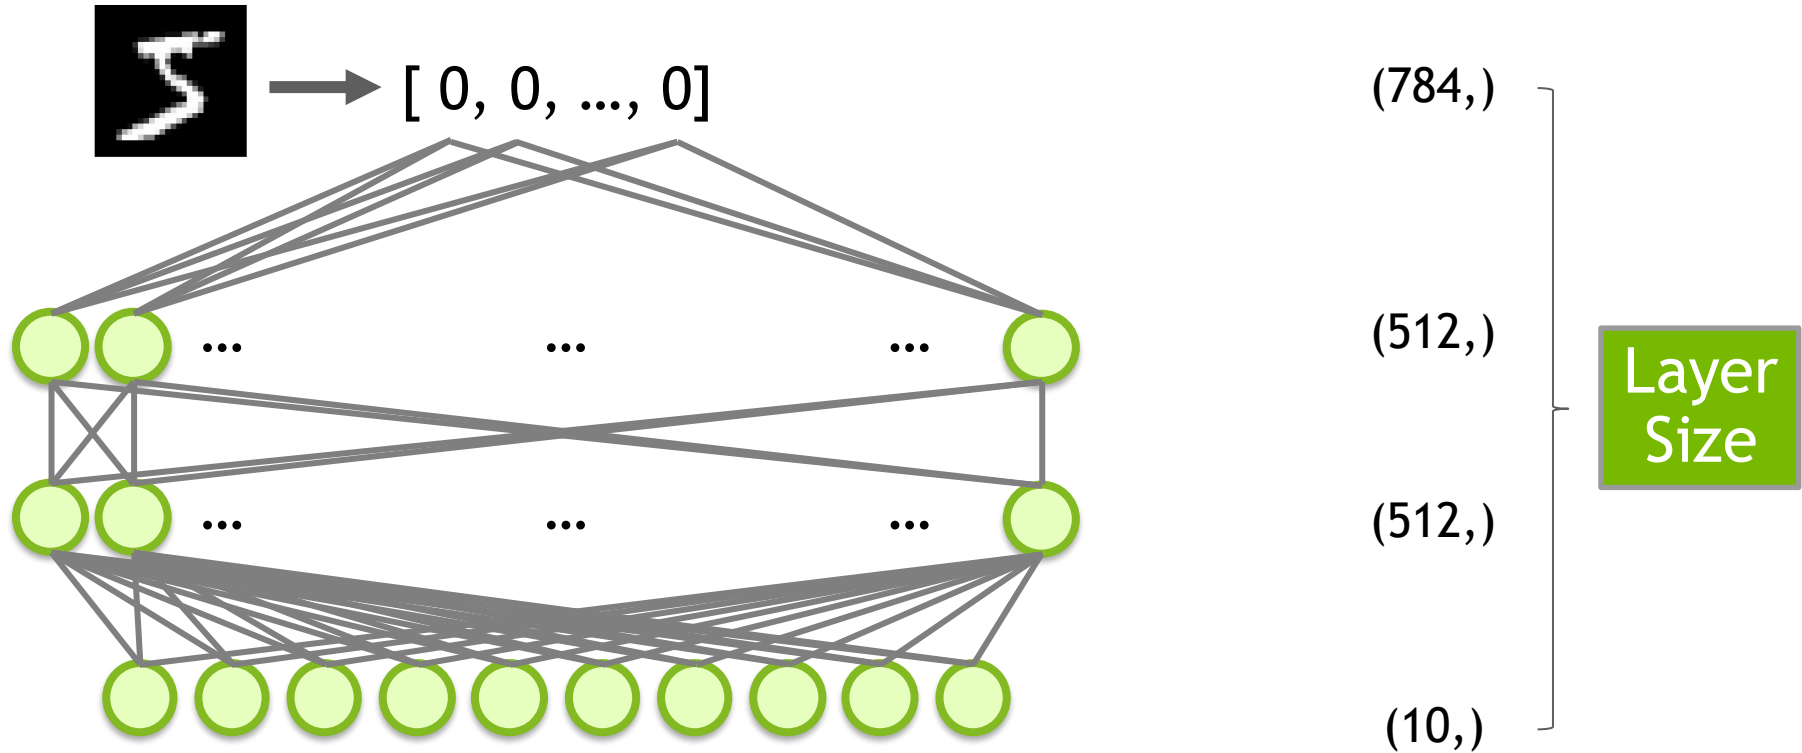 [ 0, 0, ..., 0]
(784,)
... ... ...
(512,)
Layer
Size
... ... ...
(512,)
(10,)